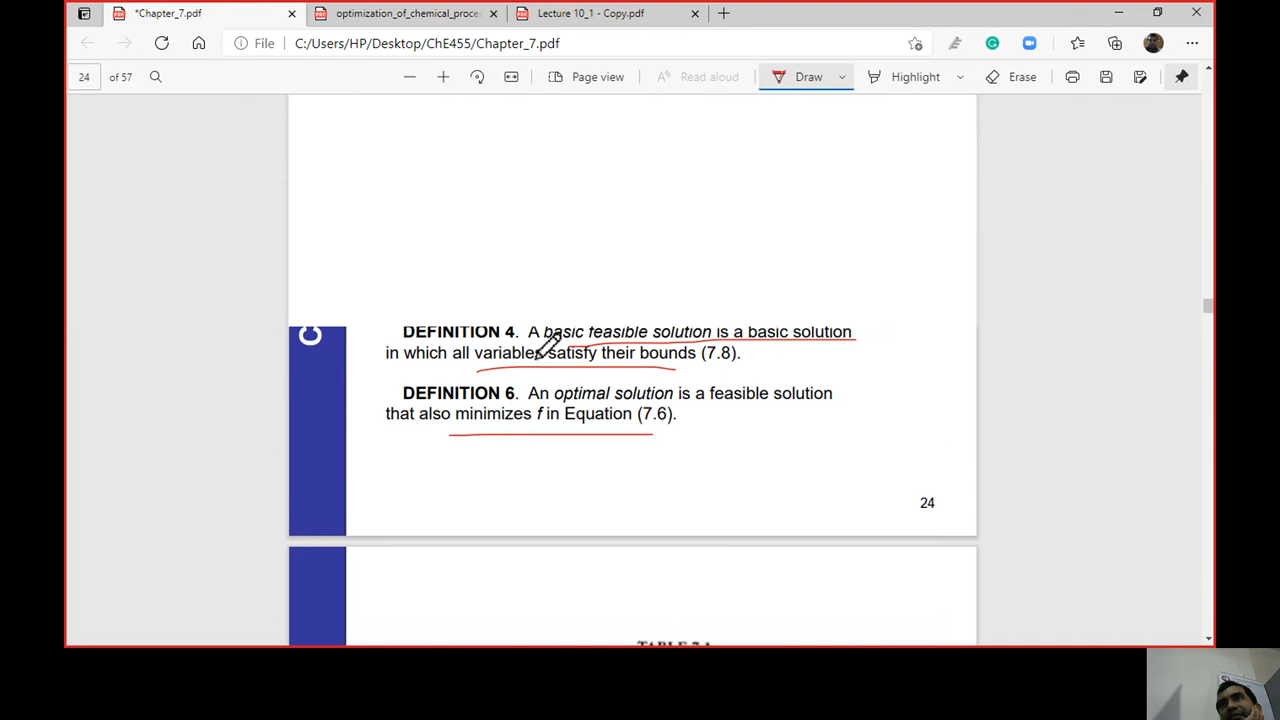 *Chapter_7.pdf
optimization_of_chemical_proce
Lecture 10_1 - Copy.pdf
File
C:/Users/HP/Desktop/ChE455/Chapter_7.pdf
24 of 57
Page view
Read aloud
Draw
Highlight
Erase
DEFINITION 4. A basic feasible solution is a basic solution
in which all variables satisfy their bounds (7.8).
DEFINITION 6. An optimal solution is a feasible solution
that also minimizes f in Equation (7.6).
24
TABLE 7.1